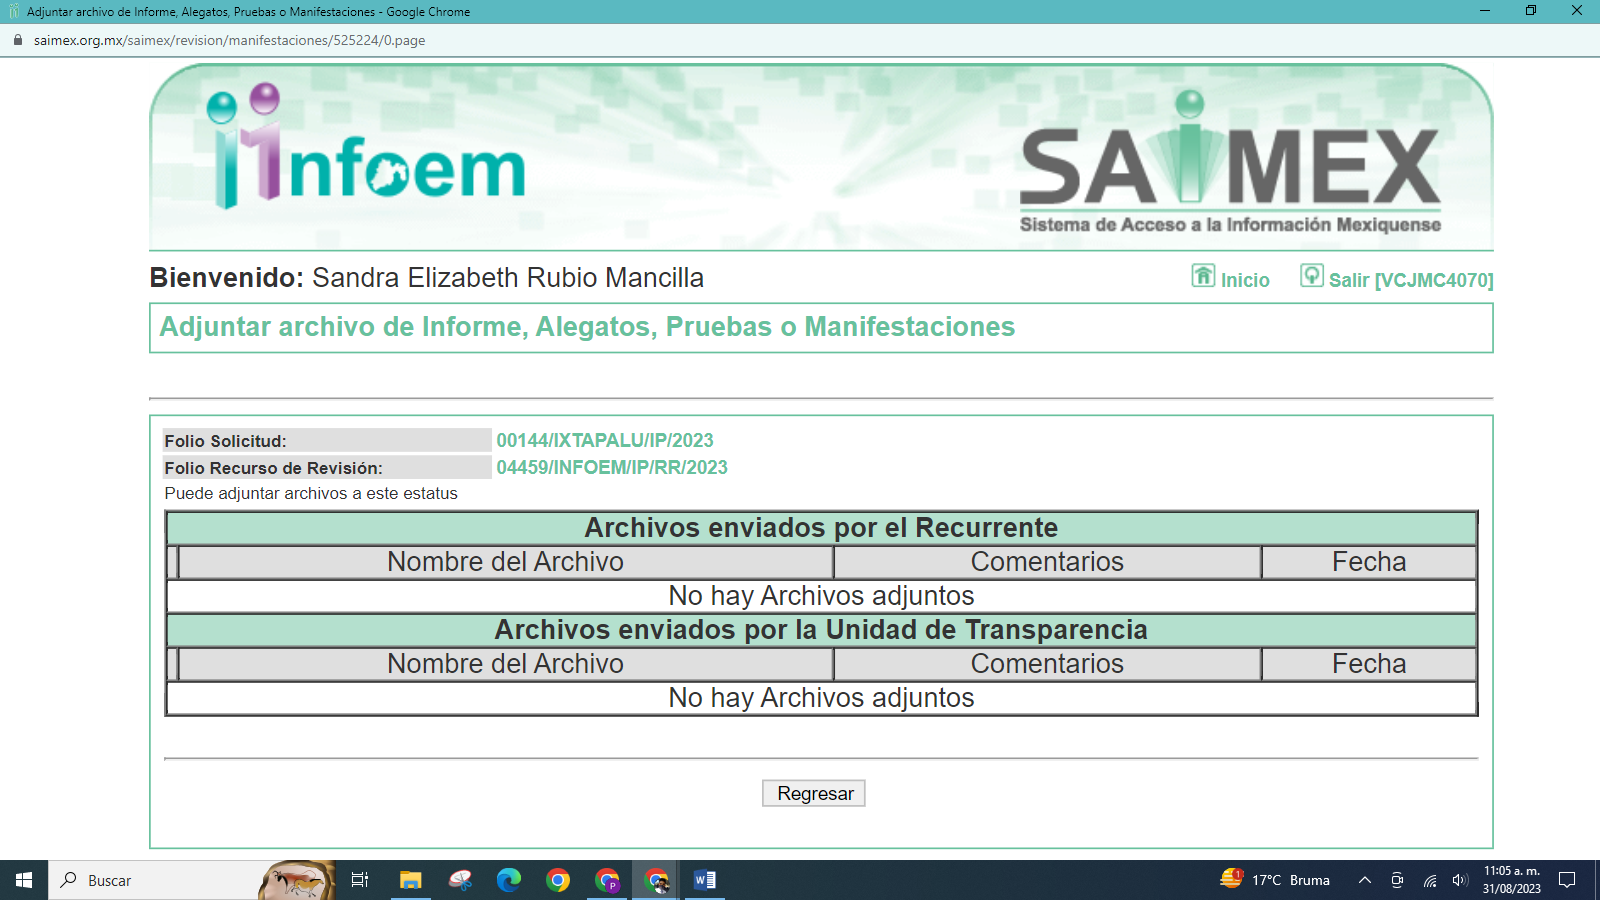 Adjuntar archivo de Informe, Alegatos, Pruebas o Manifestaciones - Google Chrome
saimex.org.mx/saimex/revision/manifestaciones/525224/0.page
infoem
SAIMEX
Sistema de Acceso a la Información Mexiquense
Bienvenido: Sandra Elizabeth Rubio Mancilla
Inicio Salir [VCJMC4070]
Adjuntar archivo de Informe, Alegatos, Pruebas o Manifestaciones
Folio Solicitud: 00144/IXTAPALU/IP/2023
Folio Recurso de Revisión: 04459/INFOEM/IP/RR/2023
Puede adjuntar archivos a este estatus
Archivos enviados por el Recurrente
Nombre del Archivo Comentarios Fecha
No hay Archivos adjuntos
Archivos enviados por la Unidad de Transparencia
Nombre del Archivo Comentarios Fecha
No hay Archivos adjuntos
Regresar
Buscar
1
17°C Bruma
11:05 a. m.
31/08/2023